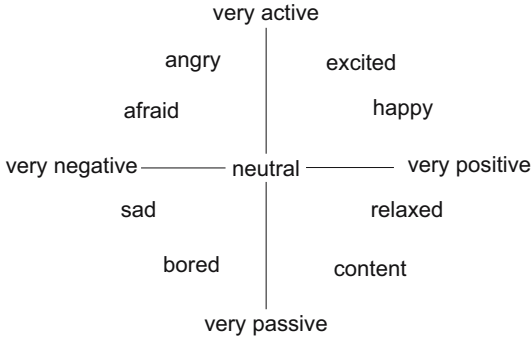 very active
angry
excited
afraid
happy
very negative neutral very positive
sad
relaxed
bored
content
very passive